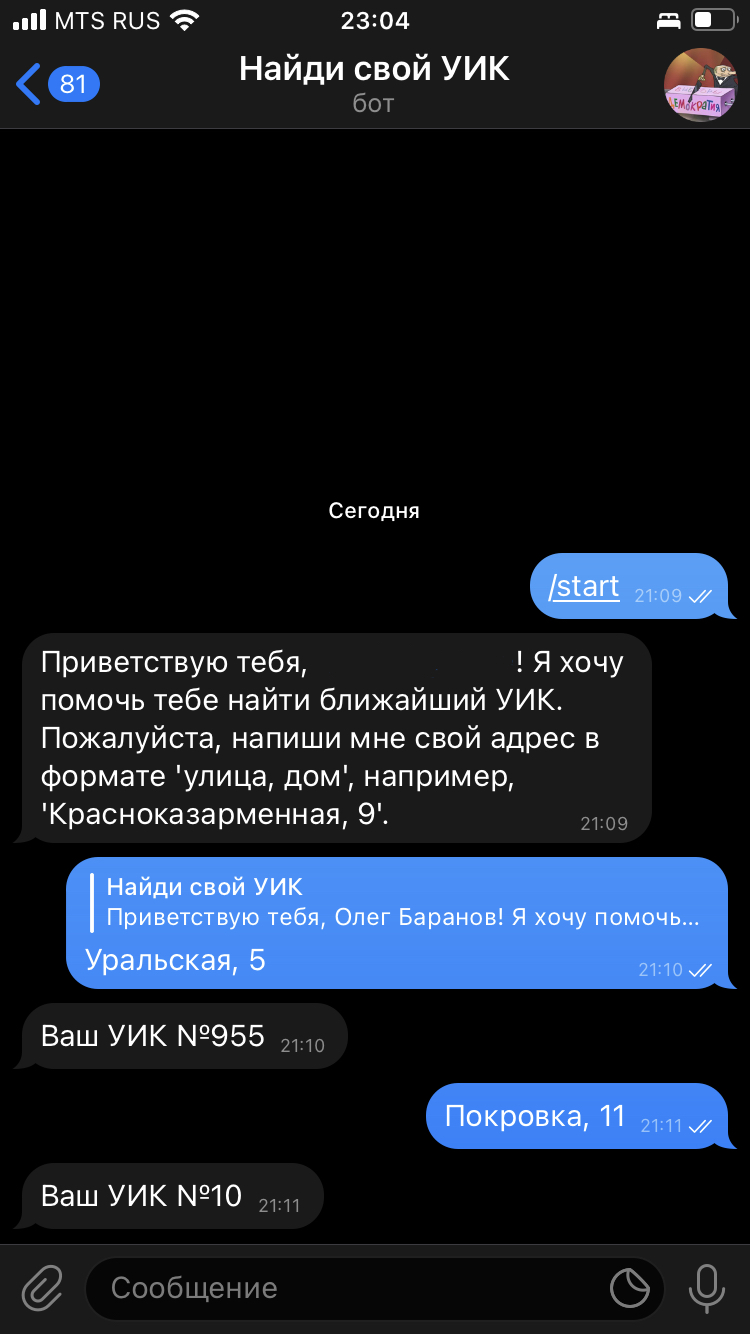 MTS RUS 23:04
81
Найди свой УИК
бот
ДЕМОКРАТИЯ
Сегодня
/start 21:09
Приветствую тебя, ! Я хочу
помочь тебе найти ближайший УИК.
Пожалуйста, напиши мне свой адрес в
формате 'улица, дом', например,
'Красноказарменная, 9'.
21:09
Найди свой УИК
Приветствую тебя, Олег Баранов! Я хочу помочь...
Уральская, 5
21:10
Ваш УИК №955 21:10
Покровка, 11 21:11
Ваш УИК №10 21:11
Сообщение